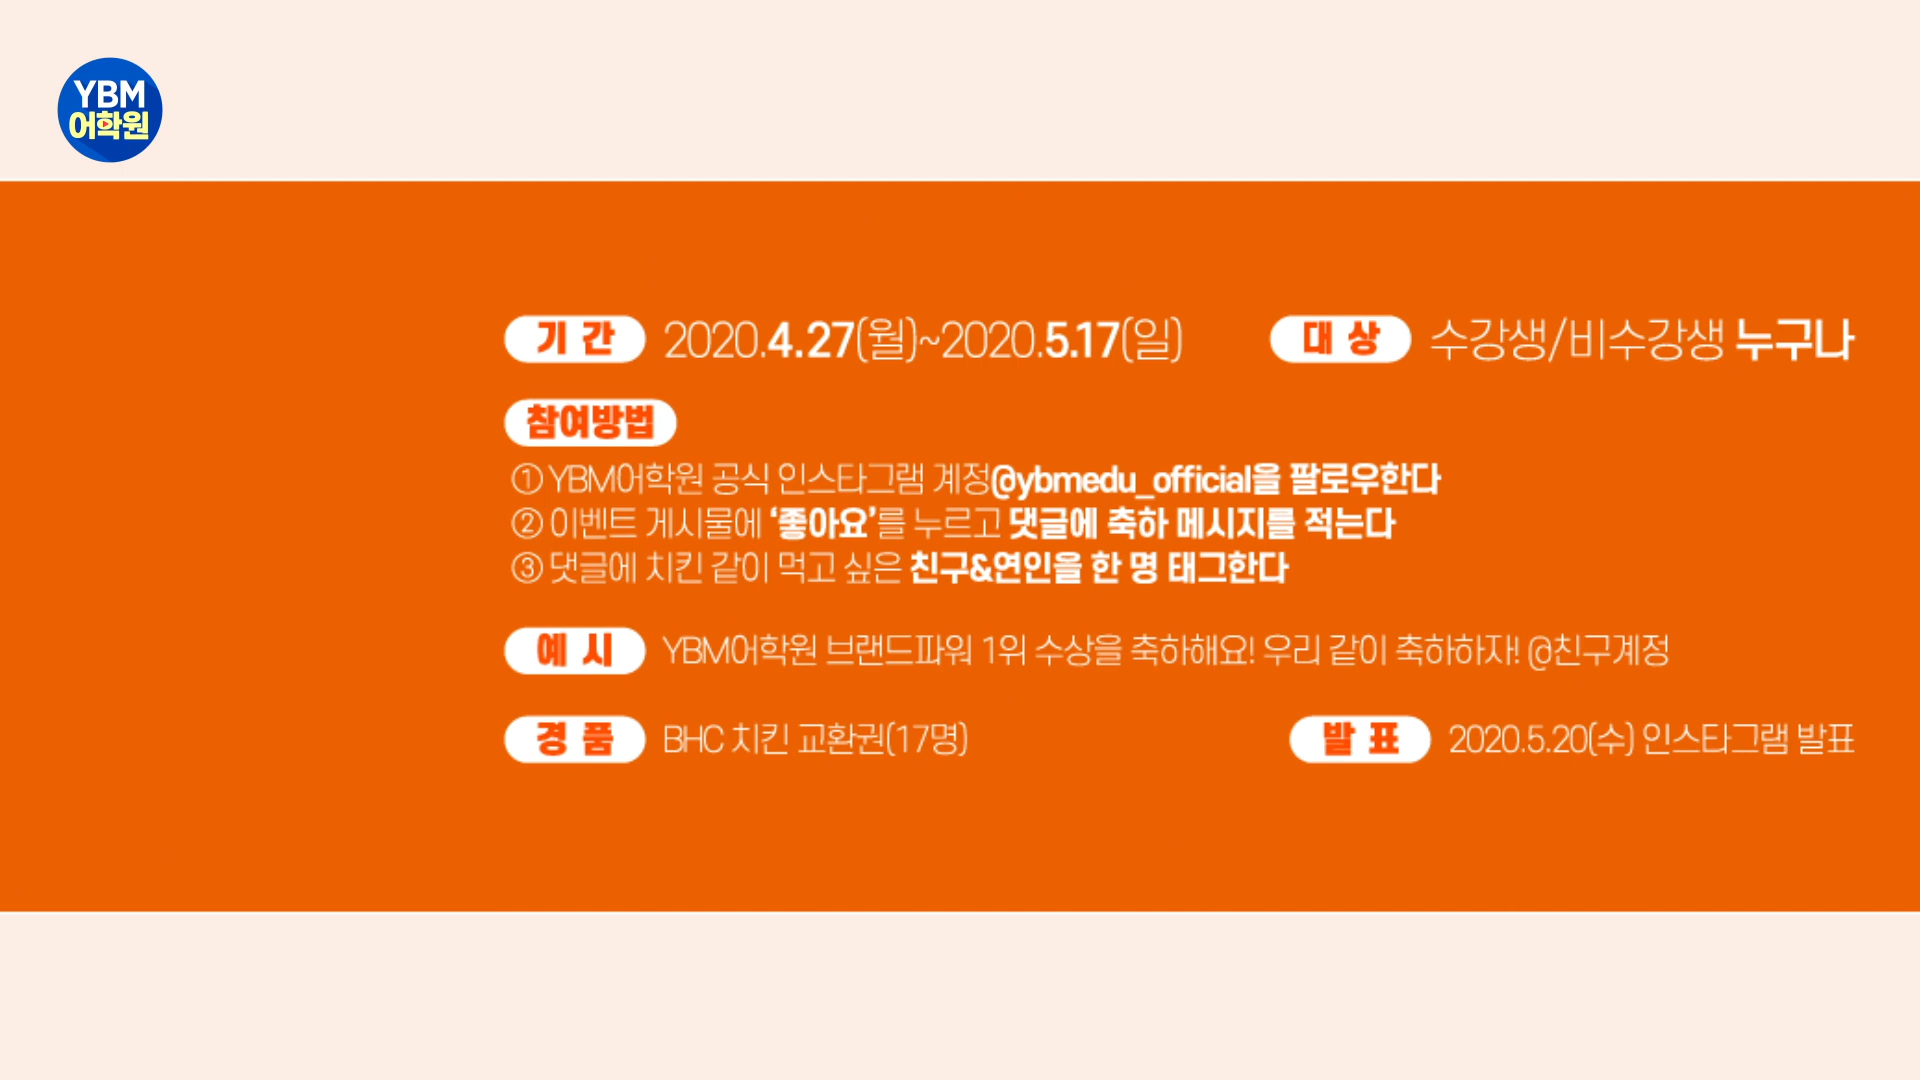 YBM
어학원
기 간 2020.4.27(월)~2020.5.17(일) 대 상 수강생/비수강생 누구나
참여방법
① YBM어학원 공식 인스타그램 계정@ybmedu_official을 팔로우한다
② 이벤트 게시물에 ‘좋아요’를 누르고 댓글에 축하 메시지를 적는다
③ 댓글에 치킨 같이 먹고 싶은 친구&연인을 한 명 태그한다
예 시 YBM어학원 브랜드파워 1위 수상을 축하해요! 우리 같이 축하하자! @친구계정
경 품 BHC 치킨 교환권(17명) 발 표 2020.5.20(수) 인스타그램 발표